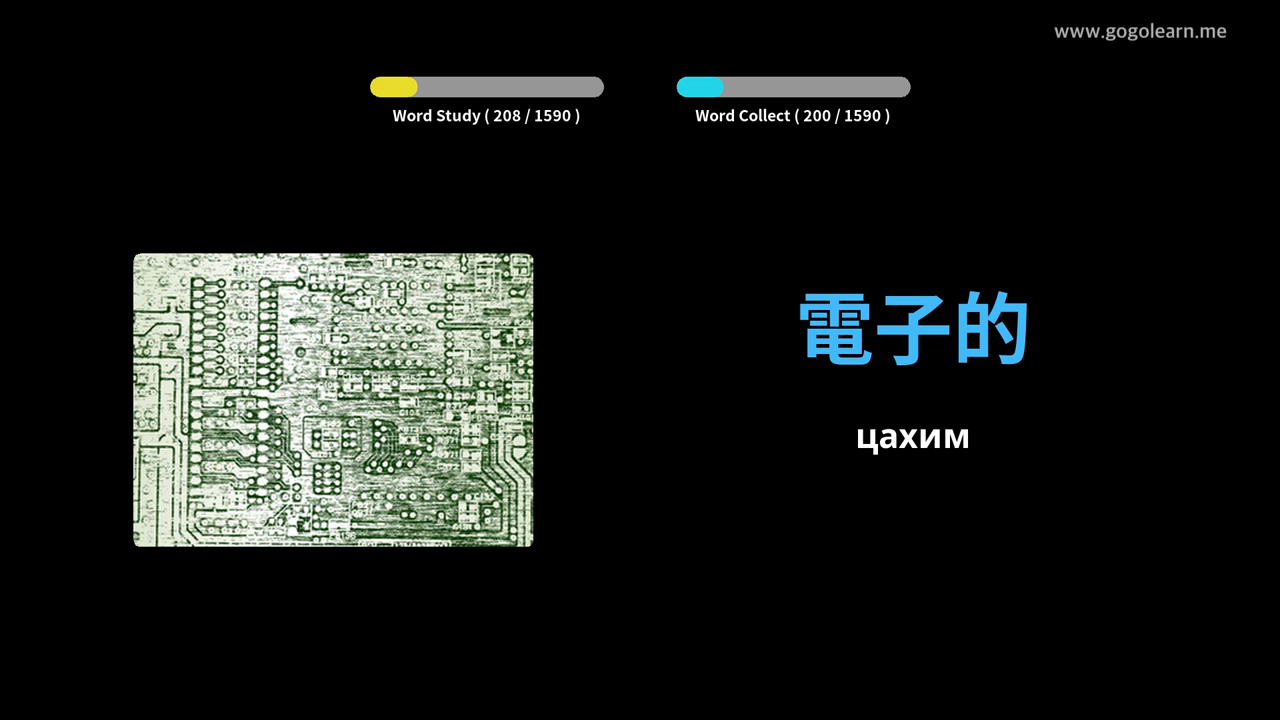 www.gogolearn.me
Word Study ( 208 / 1590 )
Word Collect ( 200 / 1590 )
電子的
цахим